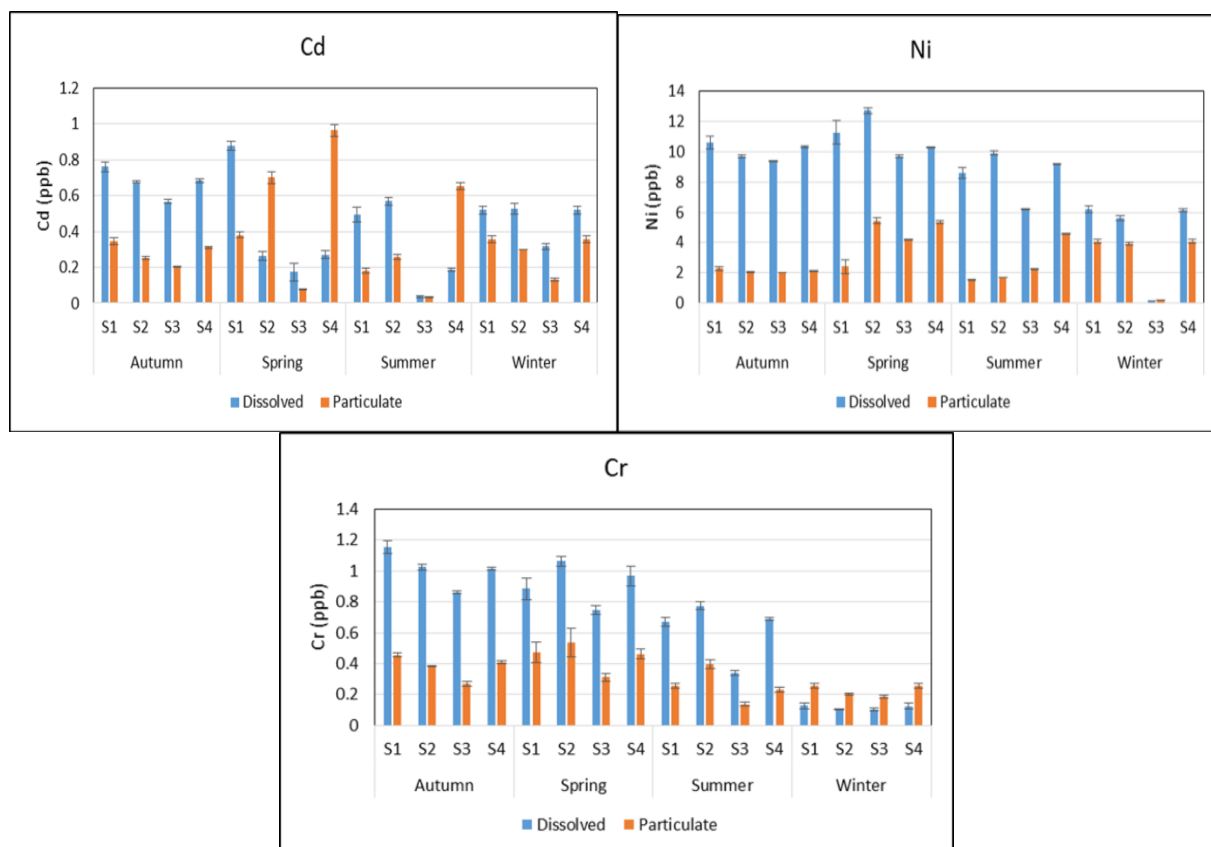 Cd
Cd (ppb)
1.2
1
0.8
0.6
0.4
0.2
0
S1 S2 S3 S4 S1 S2 S3 S4 S1 S2 S3 S4 S1 S2 S3 S4
Autumn Spring Summer Winter
Dissolved Particulate
Ni
Ni (ppb)
14
12
10
8
6
4
2
0
S1 S2 S3 S4 S1 S2 S3 S4 S1 S2 S3 S4 S1 S2 S3 S4
Autumn Spring Summer Winter
Dissolved Particulate
Cr
Cr (ppb)
1.4
1.2
1
0.8
0.6
0.4
0.2
0
S1 S2 S3 S4 S1 S2 S3 S4 S1 S2 S3 S4 S1 S2 S3 S4
Autumn Spring Summer Winter
Dissolved Particulate